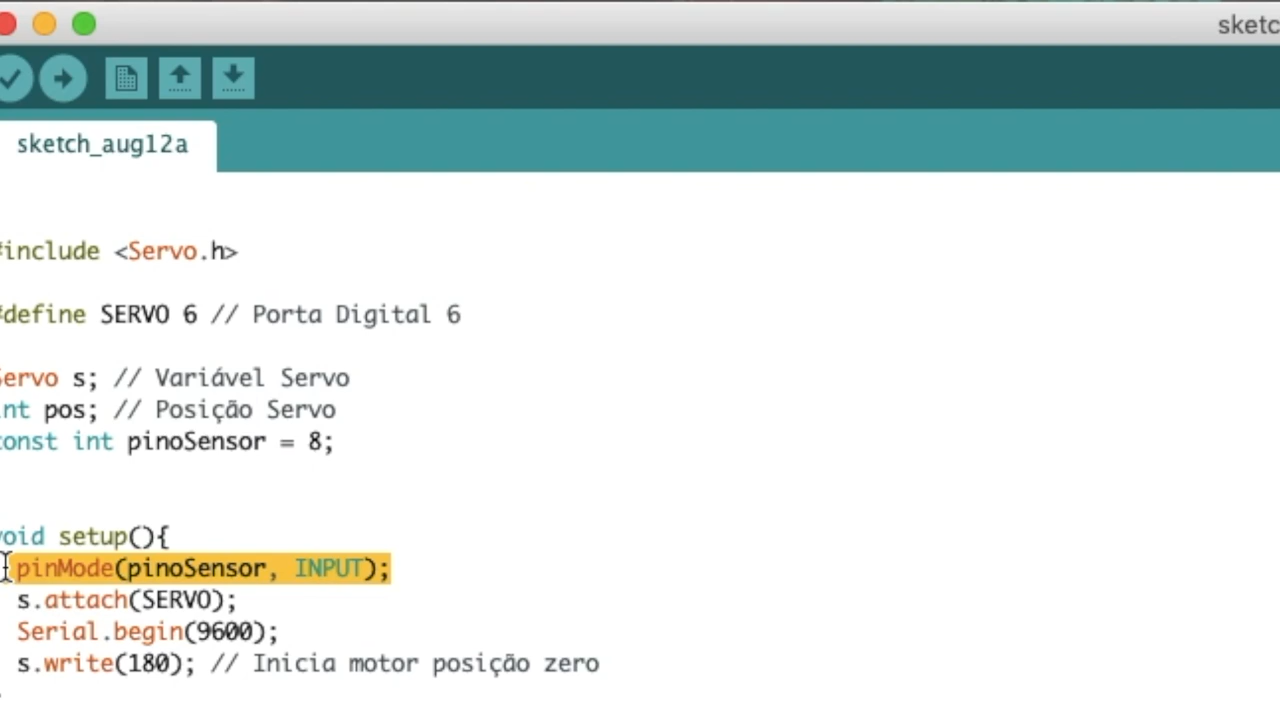 sketc
sketch_aug12a
#include <Servo.h>
#define SERVO 6 // Porta Digital 6
Servo s; // Variável Servo
int pos; // Posição Servo
const int pinoSensor = 8;
void setup(){
pinMode(pinoSensor, INPUT);
s.attach(SERVO);
Serial.begin(9600);
s.write(180); // Inicia motor posição zero